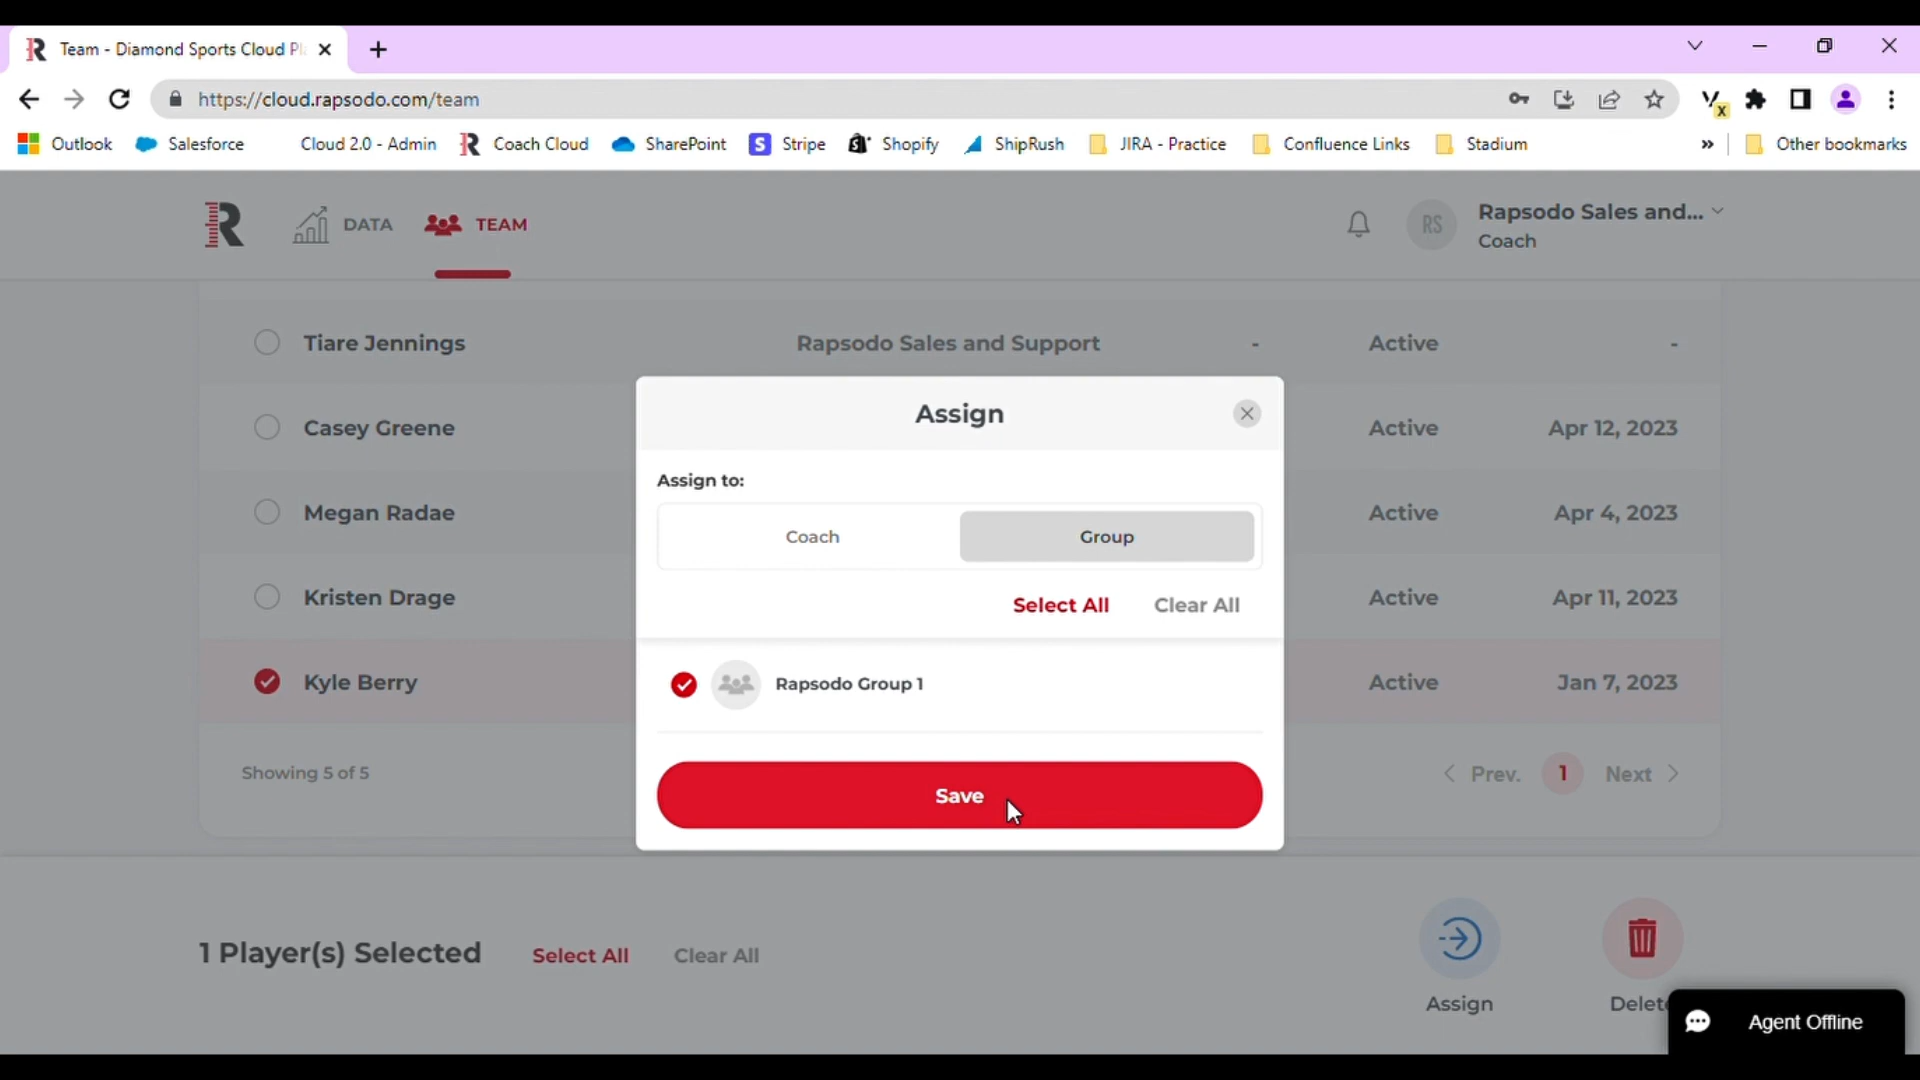 Team - Diamond Sports Cloud Pl
https://cloud.rapsodo.com/team
Outlook Salesforce Cloud 2.0 - Admin Coach Cloud SharePoint Stripe Shopify ShipRush JIRA - Practice Confluence Links Stadium » Other bookmarks
R DATA TEAM RS Rapsodo Sales and...
Coach
Tiare Jennings Rapsodo Sales and Support - Active -
Casey Greene Active Apr 12, 2023
Megan Radae Active Apr 4, 2023
Kristen Drage Active Apr 11, 2023
Kyle Berry Active Jan 7, 2023
Showing 5 of 5 Prev. 1 Next
Assign
Assign to:
Coach Group
Select All Clear All
Rapsodo Group 1
Save
1 Player(s) Selected Select All Clear All
Assign Delete
Agent Offline